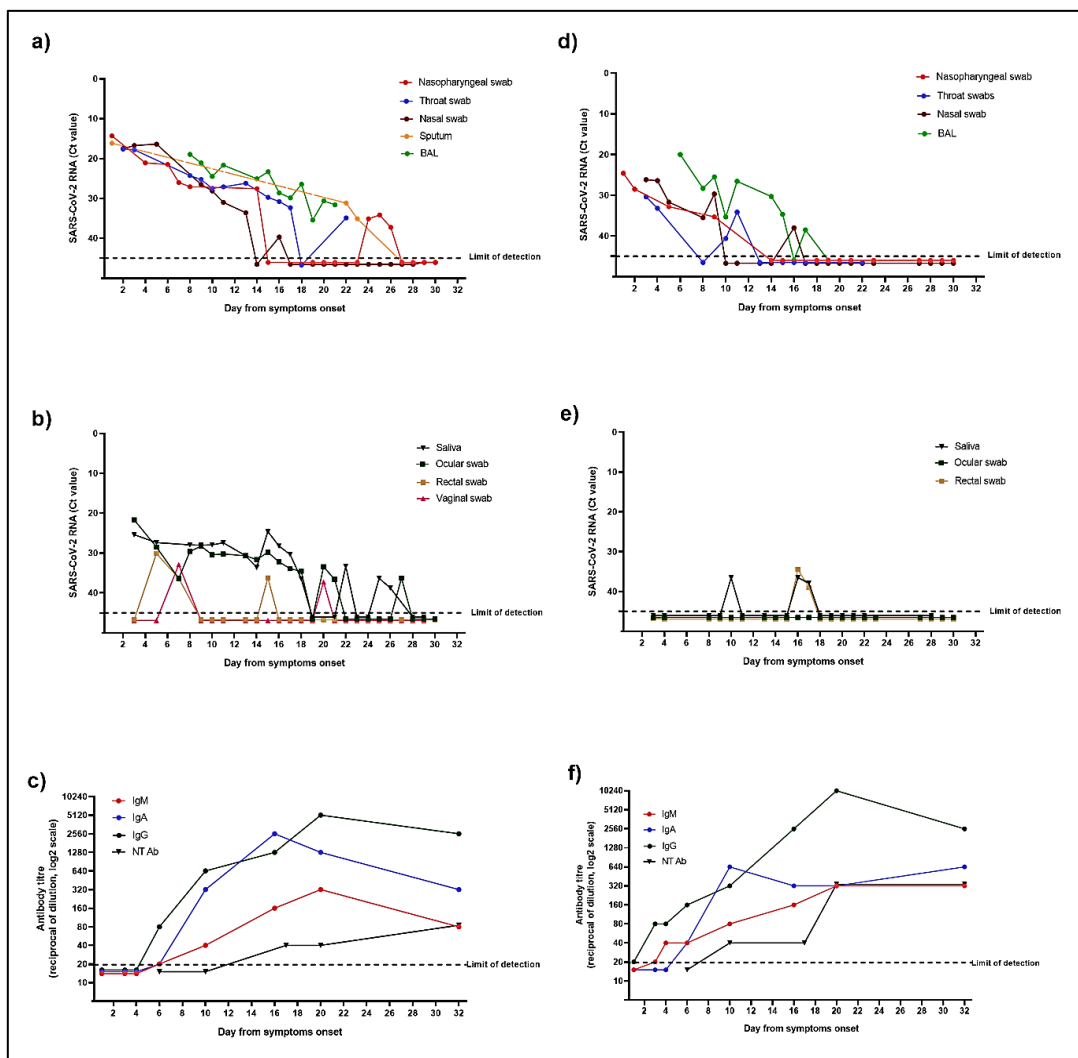 a)
Nasopharyngeal swab
Throat swab
Nasal swab
Sputum
BAL
SARS-CoV-2 RNA (Ct value)
0
10
20
30
40
Limit of detection
2 4 6 8 10 12 14 16 18 20 22 24 26 28 30 32
Day from symptoms onset
d)
Nasopharyngeal swab
Throat swabs
Nasal swab
BAL
SARS-CoV-2 RNA (Ct value)
0
10
20
30
40
Limit of detection
2 4 6 8 10 12 14 16 18 20 22 24 26 28 30 32
Day from symptoms onset
b)
Saliva
Ocular swab
Rectal swab
Vaginal swab
SARS-CoV-2 RNA (Ct value)
0
10
20
30
40
Limit of detection
2 4 6 8 10 12 14 16 18 20 22 24 26 28 30 32
Day from symptoms onset
e)
Saliva
Ocular swab
Rectal swab
SARS-CoV-2 RNA (Ct value)
0
10
20
30
40
Limit of detection
2 4 6 8 10 12 14 16 18 20 22 24 26 28 30 32
Day from symptoms onset
c)
IgM
IgA
IgG
NT Ab
Antibody titre
(reciprocal of dilution, log2 scale)
10240
5120
2560
1280
640
320
160
80
40
20
10
Limit of detection
2 4 6 8 10 12 14 16 18 20 22 24 26 28 30 32
Day from symptoms onset
f)
IgM
IgA
IgG
NT Ab
Antibody titre
(reciprocal of dilution, log2 scale)
10240
5120
2560
1280
640
320
160
80
40
20
10
Limit of detection
2 4 6 8 10 12 14 16 18 20 22 24 26 28 30 32
Day from symptoms onset